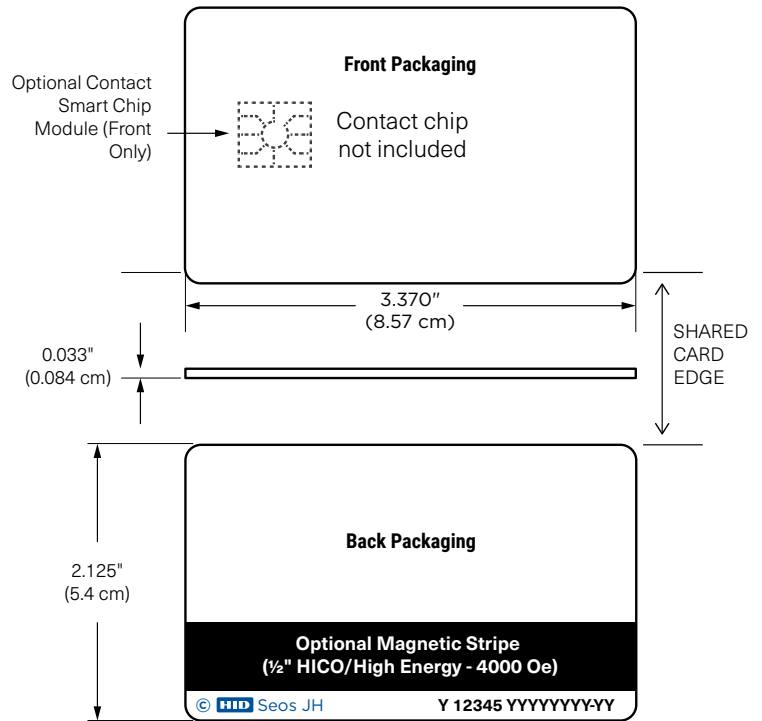 Front Packaging
Optional Contact
Smart Chip
Module (Front
Only)
Contact chip
not included
3.370"
(8.57 cm)
SHARED
CARD
EDGE
0.033"
(0.084 cm)
Back Packaging
2.125"
(5.4 cm)
Optional Magnetic Stripe
(½" HICO/High Energy - 4000 Oe)
© HID Seos JH Y 12345 YYYYYYYY-YY